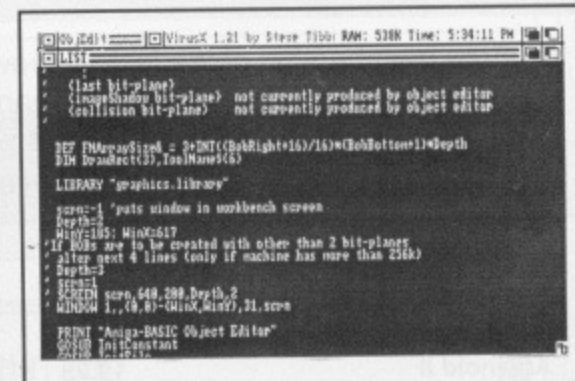 ObjEdit VirusX 1.21 by Steve Tibbi RAM: 538K Time: 5:34:11 PM
LIST
' :
' (last bit-plane)
' (imageShadow bit-plane) not currently produced by object editor
' (collision bit-plane) not currently produced by object editor
'
DEF FNArraySize& = 3+INT((BobRight+16)/16)*(BobBottom+1)*Depth
DIM DrawRect(3),ToolName$(6)
LIBRARY "graphics.library"
scrn=-1 'puts window in workbench screen
Depth=2
WinY=185: WinX=617
'If BOBs are to be created with other than 2 bit-planes
' alter next 4 lines (only if machine has more than 256k)
' Depth=3
' scrn=1
' SCREEN scrn,640,200,Depth,2
WINDOW 1,,(0,0)-(WinX,WinY),31,scrn
PRINT "Amiga-BASIC Object Editor"
GOSUB InitConstant
GOSUB InitFile